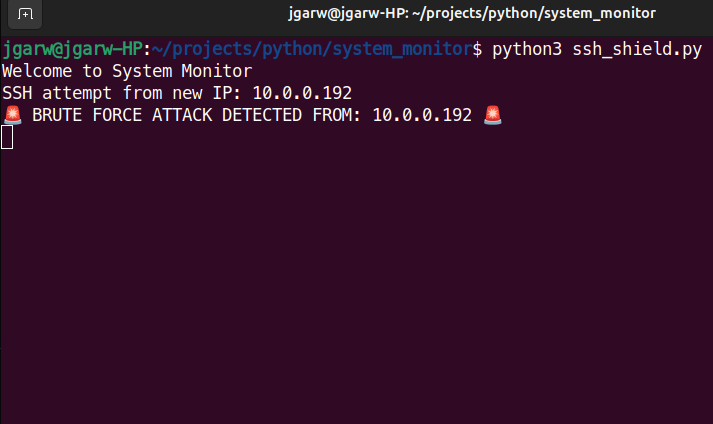 jgarw@jgarw-HP: ~/projects/python/system_monitor
jgarw@jgarw-HP:~/projects/python/system_monitor$ python3 ssh_shield.py
Welcome to System Monitor
SSH attempt from new IP: 10.0.0.192
🚨 BRUTE FORCE ATTACK DETECTED FROM: 10.0.0.192 🚨